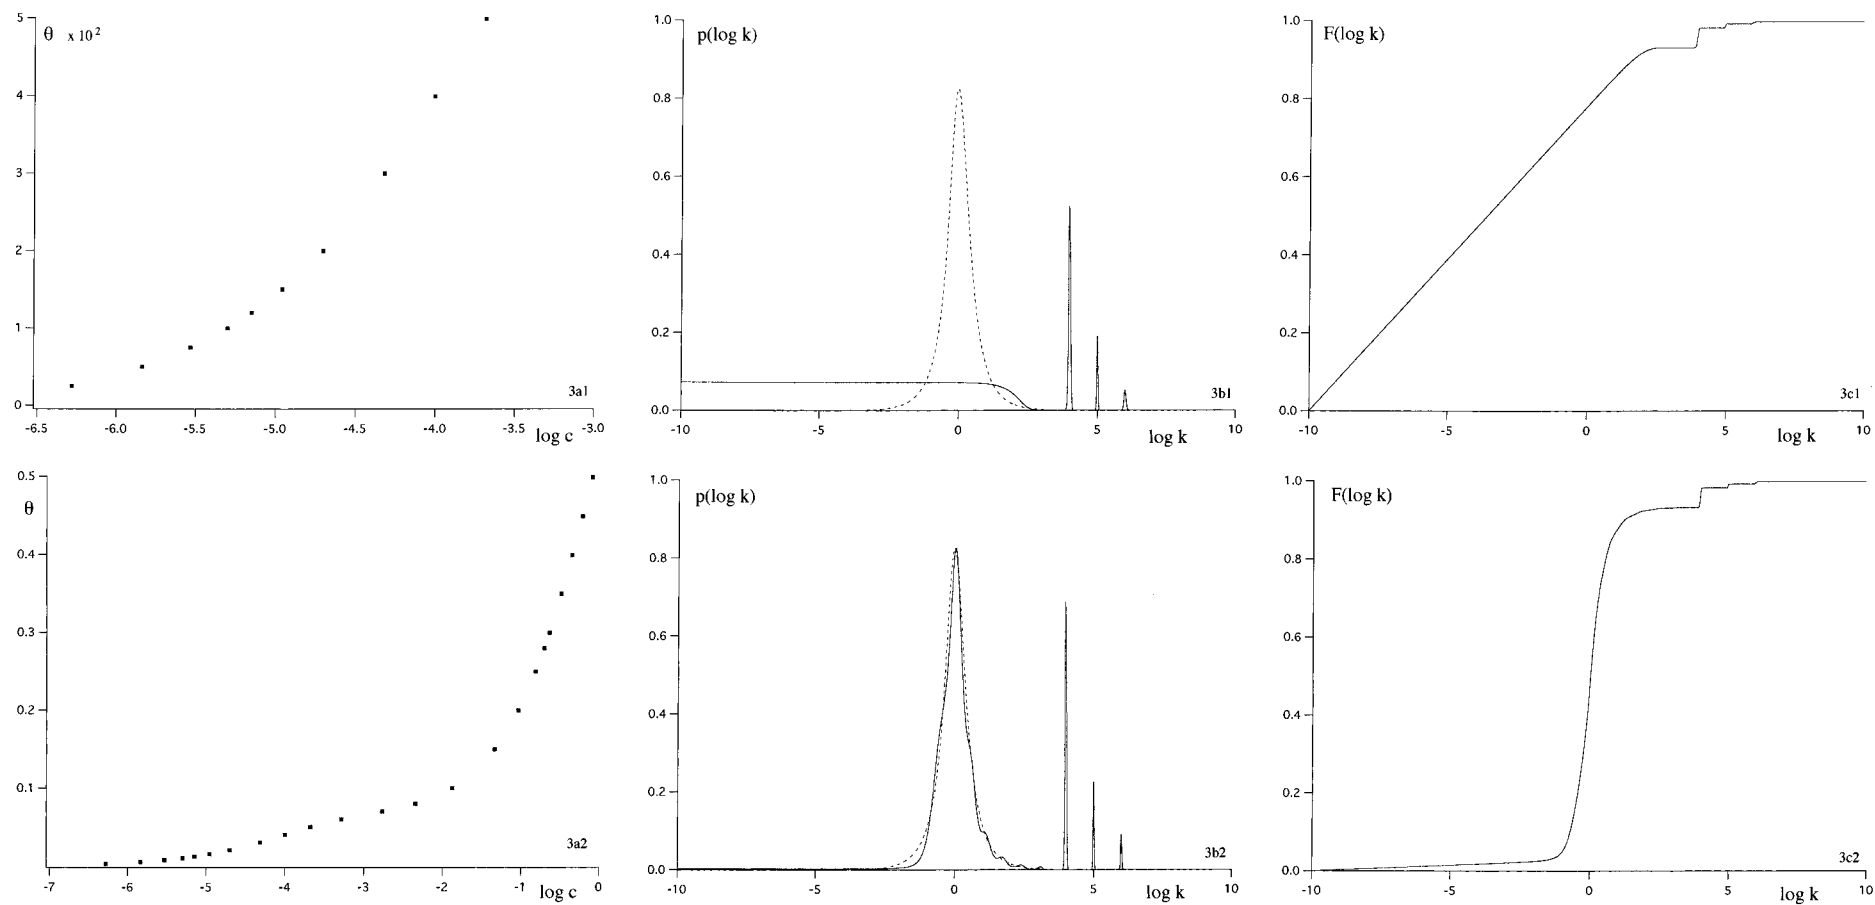 θ x 10²
5
4
3
2
1
0
-6.5 -6.0 -5.5 -5.0 -4.5 -4.0 -3.5 -3.0
log c
3a1
p(log k)
1.0
0.8
0.6
0.4
0.2
0.0
-10 -5 0 5 10
log k
3b1
F(log k)
1.0
0.8
0.6
0.4
0.2
0.0
-10 -5 0 5 10
log k
3c1
θ
0.5
0.4
0.3
0.2
0.1
-7 -6 -5 -4 -3 -2 -1 0
log c
3a2
p(log k)
1.0
0.8
0.6
0.4
0.2
0.0
-10 -5 0 5 10
log k
3b2
F(log k)
1.0
0.8
0.6
0.4
0.2
0.0
-10 -5 0 5 10
log k
3c2